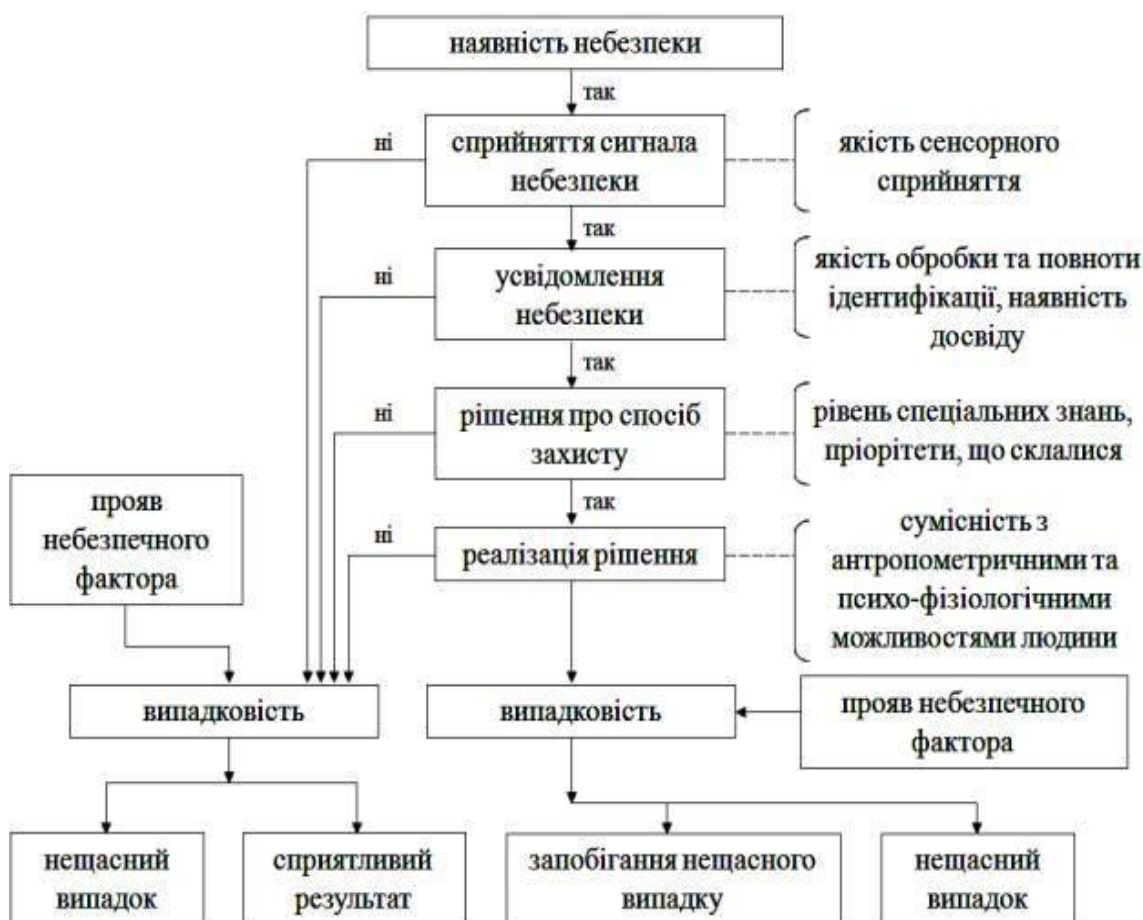 наявність небезпеки
так
ні
сприйняття сигнала
небезпеки
якість сенсорного
сприйняття
так
ні
усвідомлення
небезпеки
якість обробки та повноти
ідентифікації, наявність
досвіду
так
ні
рішення про спосіб
захисту
рівень спеціальних знань,
пріорітети, що склалися
так
прояв
небезпечного
фактора
ні
реалізація рішення
сумісність з
антропометричними та
психо-фізіологічними
можливостями людини
випадковість
випадковість
прояв небезпечного
фактора
нещасний
випадок
сприятливий
результат
запобігання нещасного
випадку
нещасний
випадок